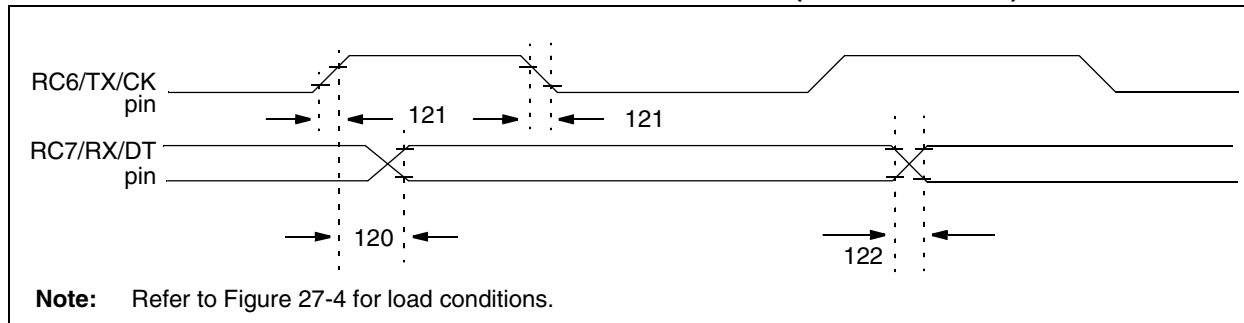 RC6/TX/CK
pin
121
121
RC7/RX/DT
pin
120
122
Note: Refer to Figure 27-4 for load conditions.